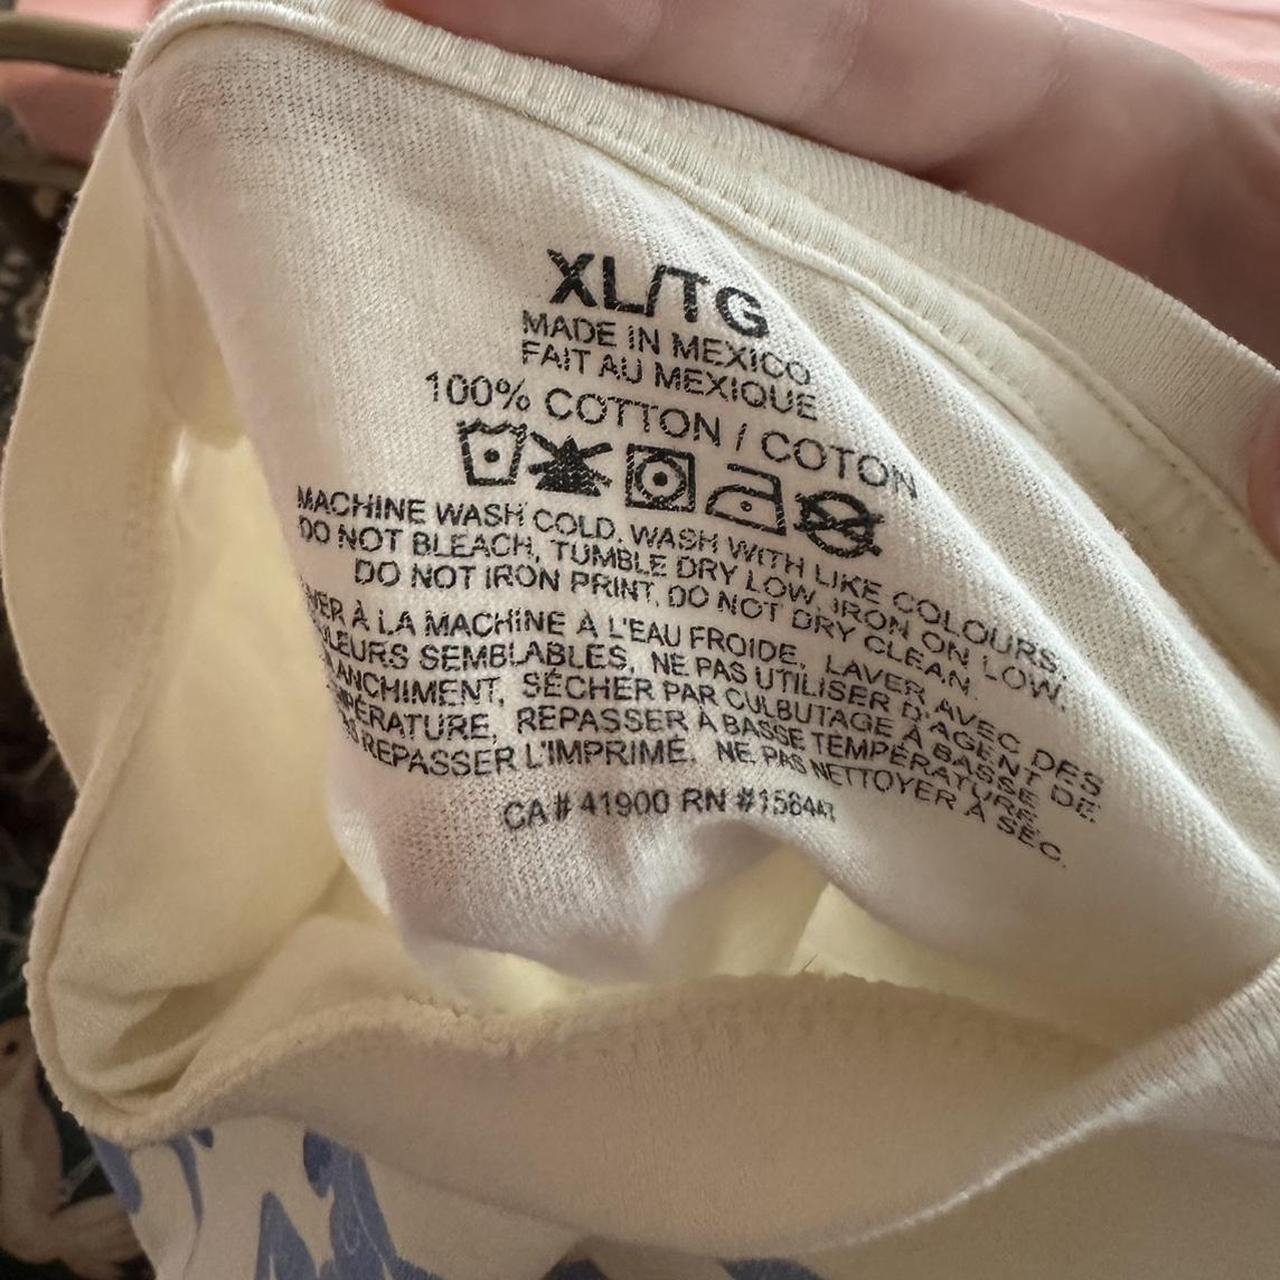 XL/TG
MADE IN MEXICO
FAIT AU MEXIQUE
100% COTTON / COTON
MACHINE WASH COLD, WASH WITH LIKE COLOURS,
DO NOT BLEACH, TUMBLE DRY LOW, IRON ON LOW,
DO NOT IRON PRINT, DO NOT DRY CLEAN.
À LA MACHINE À L'EAU FROIDE, LAVER AVEC DES
SEMBLABLES, NE PAS UTILISER D'AGENT DE
SÉCHER PAR CULBUTAGE À BASSE
REPASSER À BASSE TEMPÉRATURE,
REPASSER L'IMPRIMÉ. NE PAS NETTOYER À SEC.
CA # 41900 RN